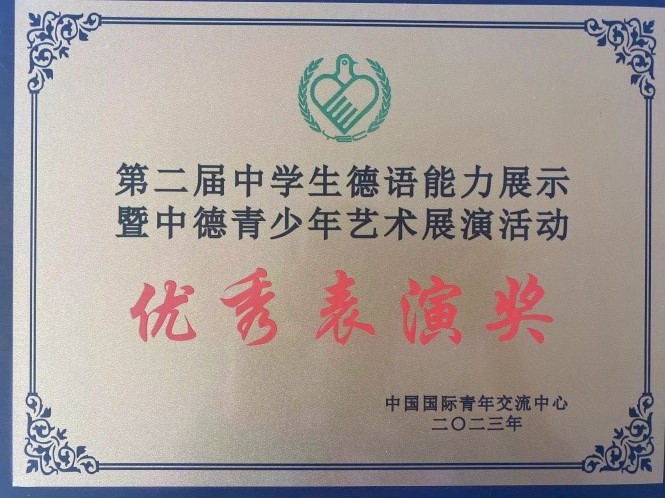 第二届中学生德语能力展示
暨中德青少年艺术展演活动
优秀表演奖
中国国际青年交流中心
二〇二三年